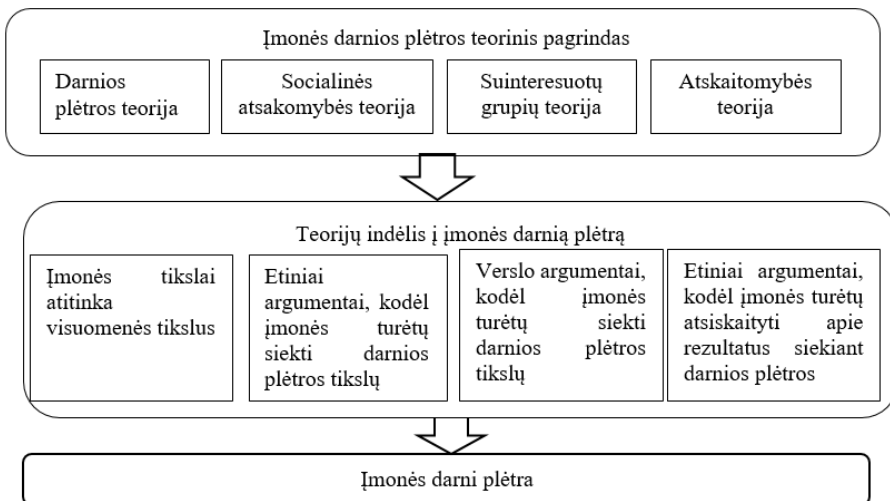 Įmonės darnios plėtros teorinis pagrindas
Darnios
plėtros teorija
Socialinės
atsakomybės teorija
Suinteresuotų
grupių teorija
Atskaitomybės
teorija
Teorijų indėlis į įmonės darnią plėtrą
Įmonės tikslai
atitinka
visuomenės tikslus
Etiniai
argumentai, kodėl
įmonės turėtų
siekti darnios
plėtros tikslų
Verslo argumentai,
kodėl įmonės
turėtų siekti
darnios plėtros
tikslų
Etiniai argumentai,
kodėl įmonės turėtų
atsiskaityti apie
rezultatus siekiant
darnios plėtros
Įmonės darni plėtra